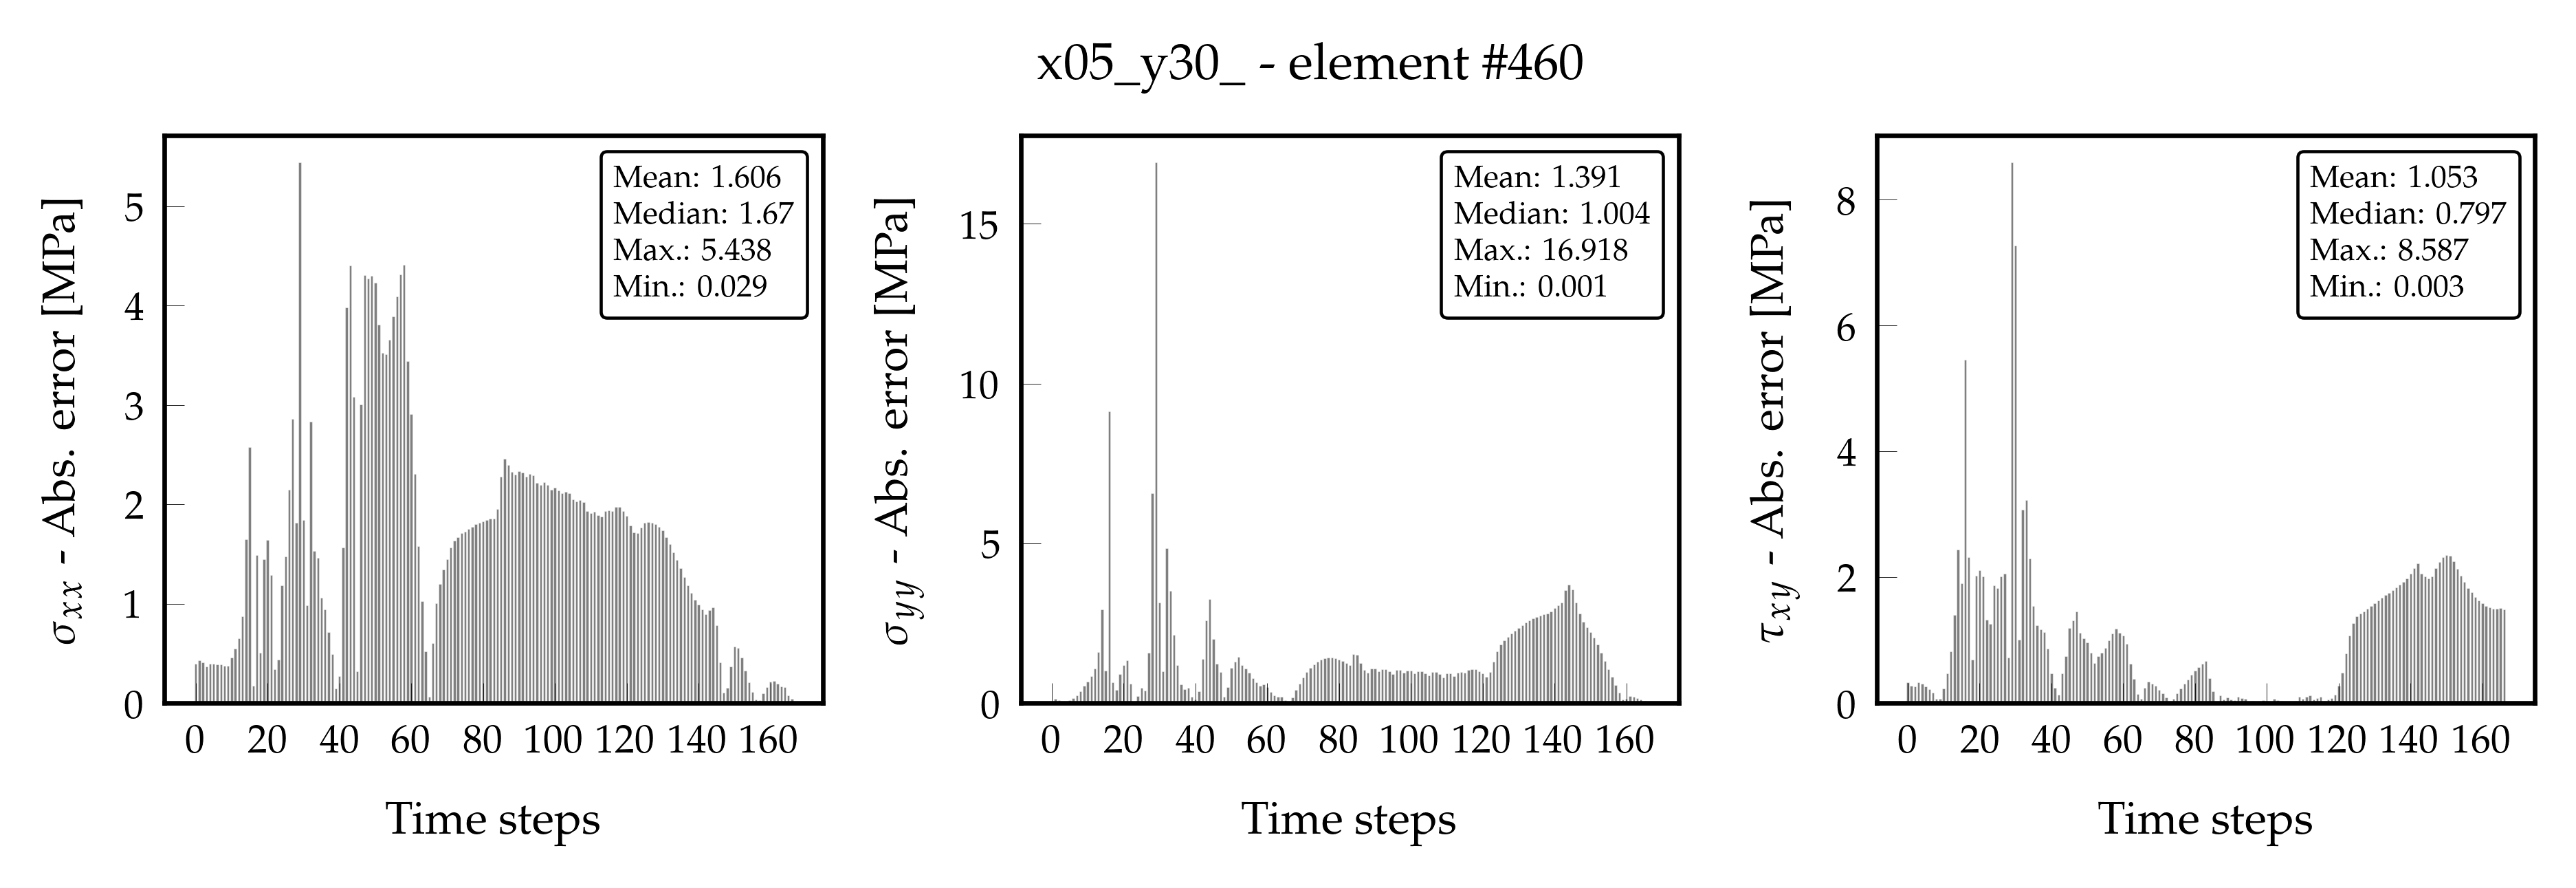 x05_y30_ - element #460
σxx - Abs. error [MPa]
5
4
3
2
1
0
Mean: 1.606
Median: 1.67
Max.: 5.438
Min.: 0.029
0 20 40 60 80 100 120 140 160
Time steps
σyy - Abs. error [MPa]
15
10
5
0
Mean: 1.391
Median: 1.004
Max.: 16.918
Min.: 0.001
0 20 40 60 80 100 120 140 160
Time steps
τxy - Abs. error [MPa]
8
6
4
2
0
Mean: 1.053
Median: 0.797
Max.: 8.587
Min.: 0.003
0 20 40 60 80 100 120 140 160
Time steps